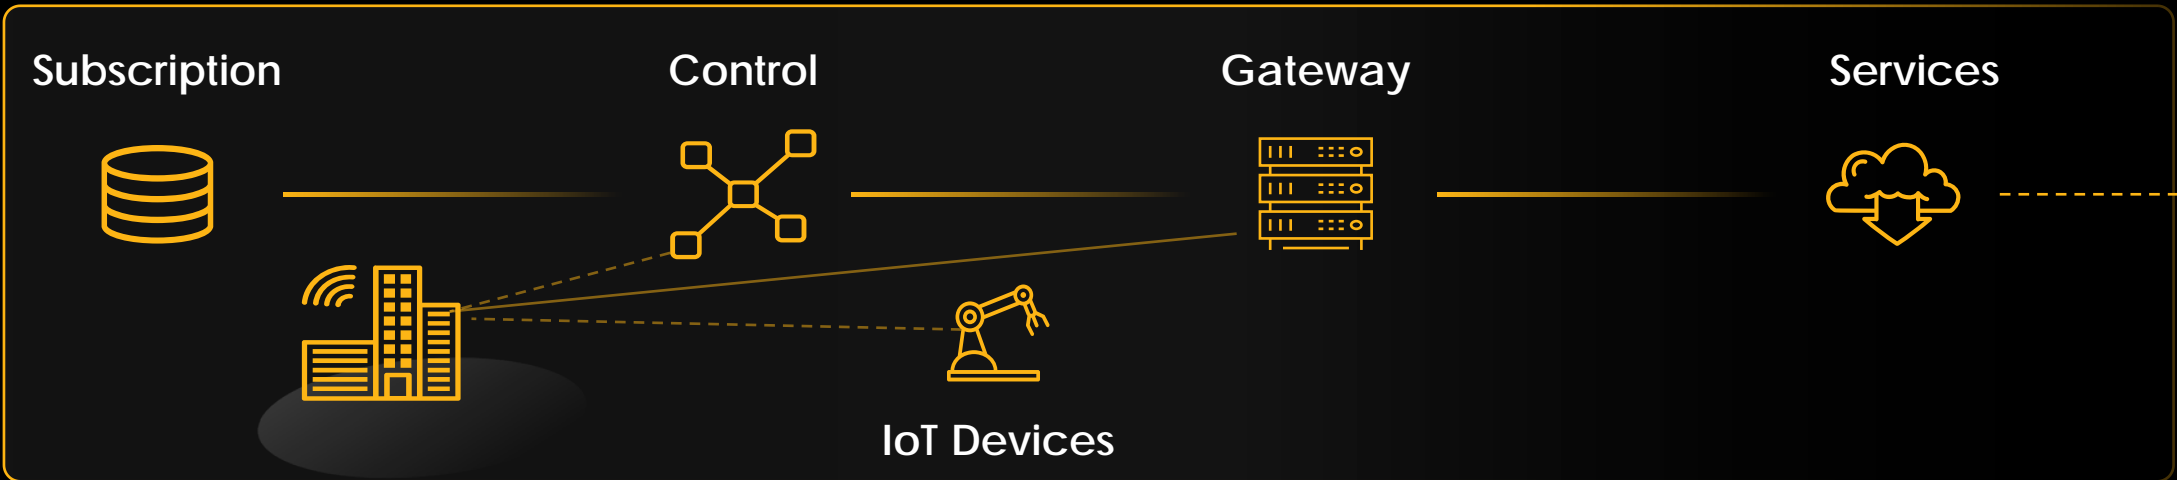 Subscription
Control
Gateway
Services
IoT Devices